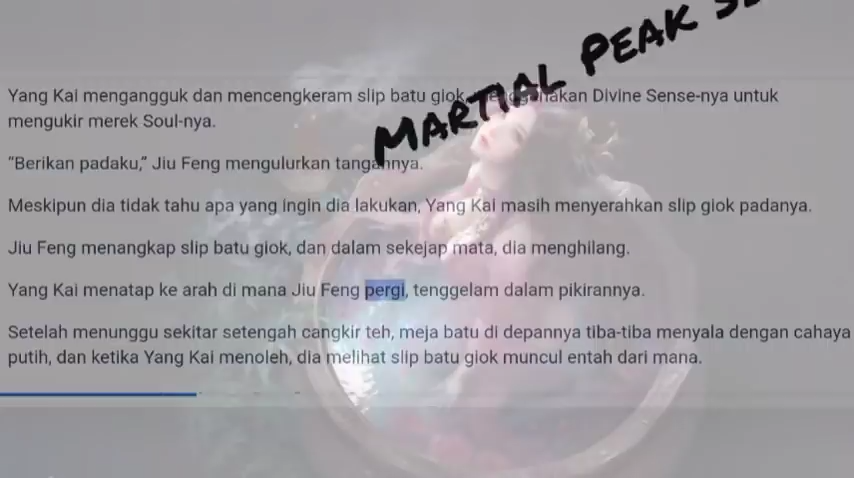 MARTIAL PEAK
Yang Kai mengangguk dan mencengkeram slip batu giok, Divine Sense-nya untuk
mengukir merek Soul-nya.
“Berikan padaku,” Jiu Feng mengulurkan tangannya.
Meskipun dia tidak tahu apa yang ingin dia lakukan, Yang Kai masih menyerahkan slip giok padanya.
Jiu Feng menangkap slip batu giok, dan dalam sekejap mata, dia menghilang.
Yang Kai menatap ke arah di mana Jiu Feng pergi, tenggelam dalam pikirannya.
Setelah menunggu sekitar setengah cangkir teh, meja batu di depannya tiba-tiba menyala dengan cahaya
putih, dan ketika Yang Kai menoleh, dia melihat slip batu giok muncul entah dari mana.